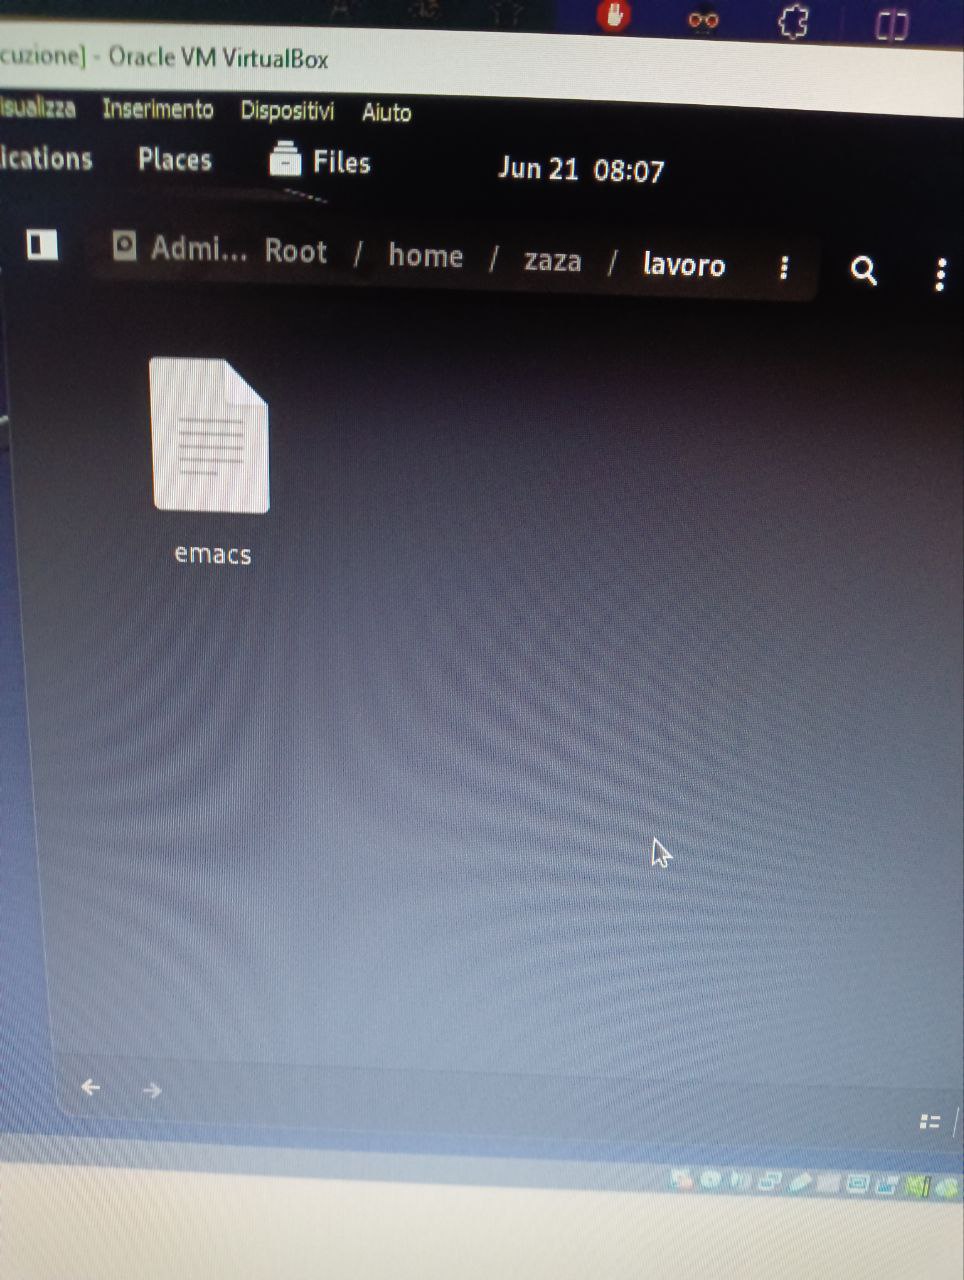 cuzione] - Oracle VM VirtualBox
isualizza Inserimento Dispositivi Aiuto
ications Places Files Jun 21 08:07
Admi... Root / home / zaza / lavoro
emacs